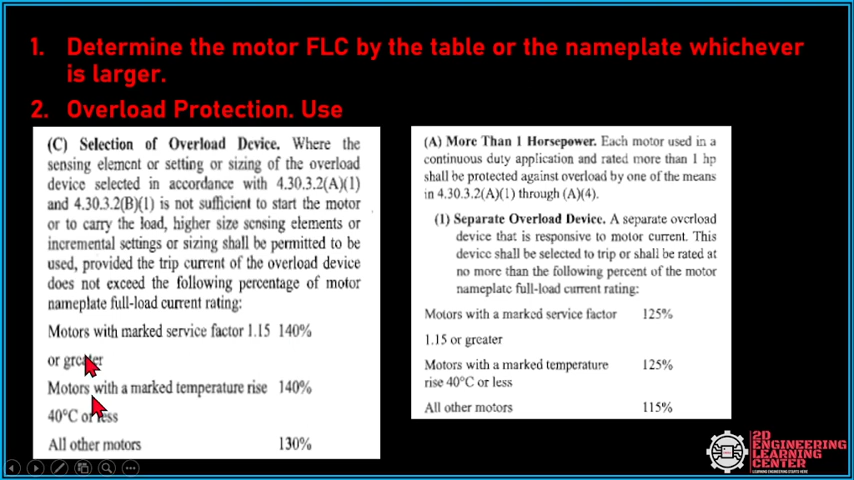 1. Determine the motor FLC by the table or the nameplate whichever
is larger.
2. Overload Protection. Use
(C) Selection of Overload Device. Where the
sensing element or setting or sizing of the overload
device selected in accordance with 4.30.3.2(A)(1)
and 4.30.3.2(B)(1) is not sufficient to start the motor
or to carry the load, higher size sensing elements or
incremental settings or sizing shall be permitted to be
used, provided the trip current of the overload device
does not exceed the following percentage of motor
nameplate full-load current rating:
Motors with marked service factor 1.15 140%
or greater
Motors with a marked temperature rise 140%
40°C or less
All other motors 130%
(A) More Than 1 Horsepower. Each motor used in a
continuous duty application and rated more than 1 hp
shall be protected against overload by one of the means
in 4.30.3.2(A)(1) through (A)(4).
(1) Separate Overload Device. A separate overload
device that is responsive to motor current. This
device shall be selected to trip or shall be rated at
no more than the following percent of the motor
nameplate full-load current rating:
Motors with a marked service factor 125%
1.15 or greater
Motors with a marked temperature 125%
rise 40°C or less
All other motors 115%
2D
ENGINEERING
LEARNING
CENTER
LEARNING ENGINEERING STARTS HERE